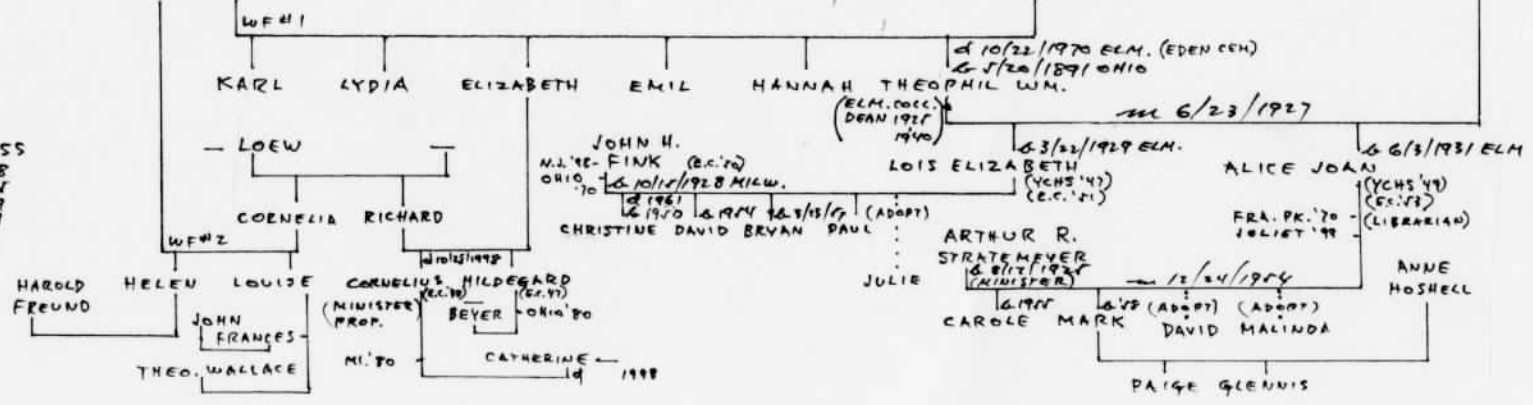 WF #1
d 10/22/1970 ELM. (EDEN CEM)
b 5/20/1891 OHIO
KARL LYDIA ELIZABETH EMIL HANNAH THEOPHIL WM.
(ELM. COLL.
DEAN 1928
1940)
m 6/23/1927
55
LOEW
JOHN H.
FINK (E.C.'50)
N.J.'98-
OHIO '70
b 10/15/1928 MILW.
b 3/22/1929 ELM.
LOIS ELIZABETH
(YCHS '47)
(E.C.'51)
b 6/3/1931 ELM
ALICE JOAN
(YCHS '49)
(E.C.'53)
(LIBRARIAN)
FRA. PK. '70
JOLIET '99
CORNELIA RICHARD
d 1961
b 1950 b 1954 b 3/13/57 (ADOPT)
CHRISTINE DAVID BRYAN PAUL
JULIE
WF #2
HAROLD
FREUND
HELEN LOUISE
d 10/25/1998
CORNELIUS HILDEGARD
(MINISTER)
PROF.
(E.C.47)
BEYER
OHIO '80
ARTHUR R.
STRATEMEYER
(MINISTER)
m 12/24/1954
ANNE
HOSHELL
b 1955 b '58 (ADOPT) (ADOPT)
CAROLE MARK DAVID MALINDA
JOHN
FRANCES
THEO. WALLACE
MI. '80
CATHERINE
d 1998
PAIGE GLENNIS